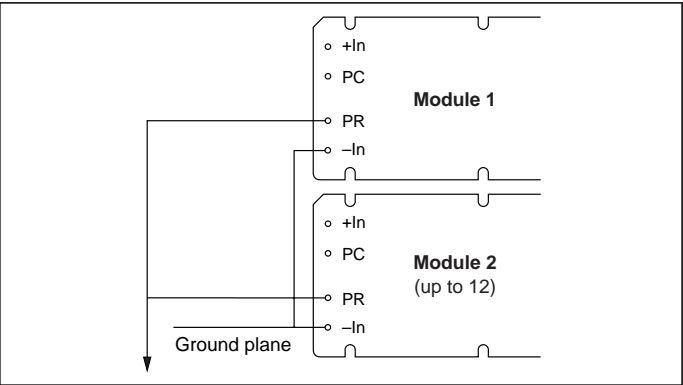 +In
PC
Module 1
PR
–In
+In
PC
Module 2
(up to 12)
PR
–In
Ground plane